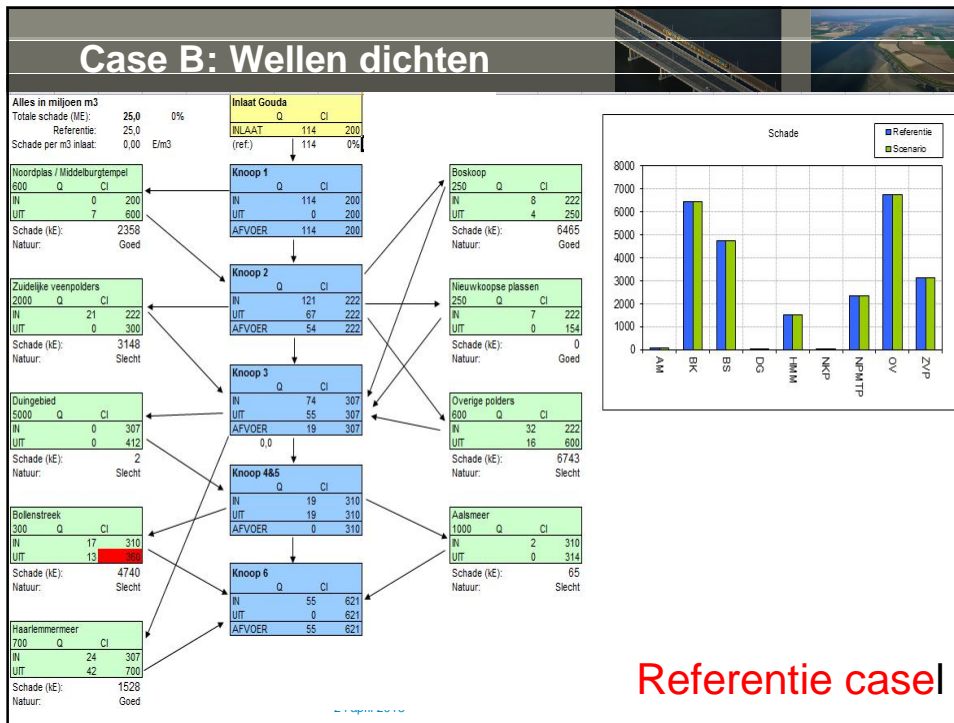 Case B: Wellen dichten
Alles in miljoen m3
Totale schade (ME): 25,0 0%
Referentie: 25,0
Schade per m3 inlaat: 0,00 E/m3
Inlaat Gouda
Q Cl
INLAAT 114 200
(ref.) 114 0%
Noordplas / Middelburgtempel
600 Q Cl
IN 0 200
UIT 7 600
Schade (kE): 2358
Natuur: Goed
Knoop 1
Q Cl
IN 114 200
UIT 0 200
AFVOER 114 200
Boskoop
250 Q Cl
IN 8 222
UIT 4 250
Schade (kE): 6465
Natuur: Goed
Knoop 2
Q Cl
IN 121 222
UIT 67 222
AFVOER 54 222
Zuidelijke veenpolders
2000 Q Cl
IN 21 222
UIT 0 300
Schade (kE): 3148
Natuur: Slecht
Nieuwkoopse plassen
250 Q Cl
IN 7 222
UIT 0 154
Schade (kE): 0
Natuur: Goed
Knoop 3
Q Cl
IN 74 307
UIT 55 307
AFVOER 19 307
0,0
Duingebied
5000 Q Cl
IN 0 307
UIT 0 412
Schade (kE): 2
Natuur: Slecht
Overige polders
600 Q Cl
IN 32 222
UIT 16 600
Schade (kE): 6743
Natuur: Slecht
Knoop 4&5
Q Cl
IN 19 310
UIT 19 310
AFVOER 0 310
Bollenstreek
300 Q Cl
IN 17 310
UIT 13 360
Schade (kE): 4740
Natuur: Slecht
Aalsmeer
1000 Q Cl
IN 2 310
UIT 0 314
Schade (kE): 65
Natuur: Slecht
Knoop 6
Q Cl
IN 55 621
UIT 0 621
AFVOER 55 621
Haarlemmermeer
700 Q Cl
IN 24 307
UIT 42 700
Schade (kE): 1528
Natuur: Goed
Schade
Referentie
Scenario
8000
7000
6000
5000
4000
3000
2000
1000
0
AM
BK
BS
DG
HMM
NKP
NPMTP
OV
ZVP
Referentie casel